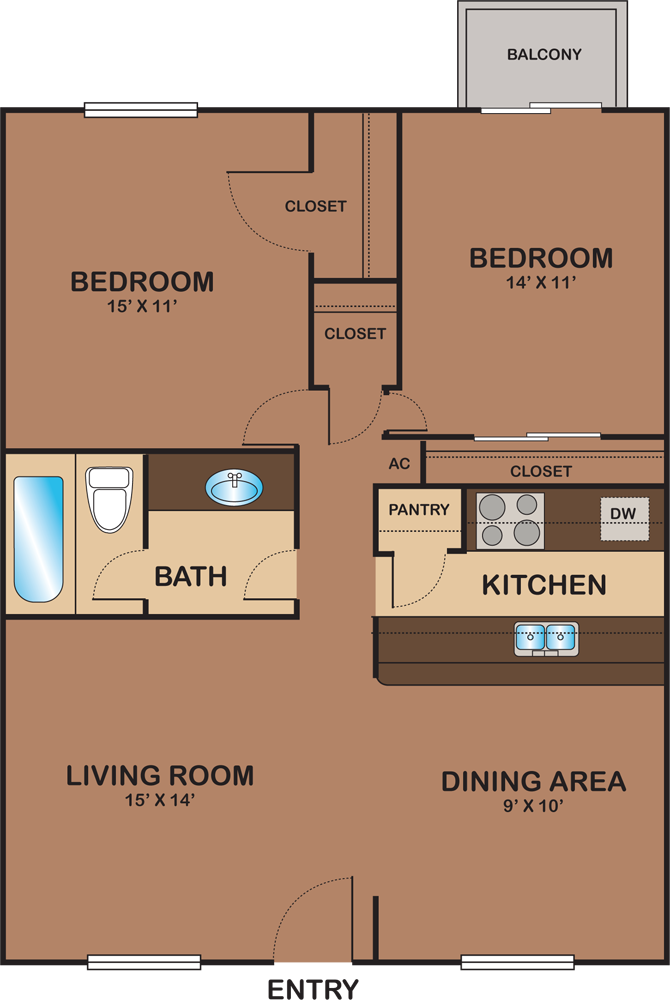 BALCONY
CLOSET
BEDROOM
14’ X 11’
BEDROOM
15’ X 11’
CLOSET
AC
CLOSET
PANTRY
DW
BATH
KITCHEN
LIVING ROOM
15’ X 14’
DINING AREA
9’ X 10’
ENTRY